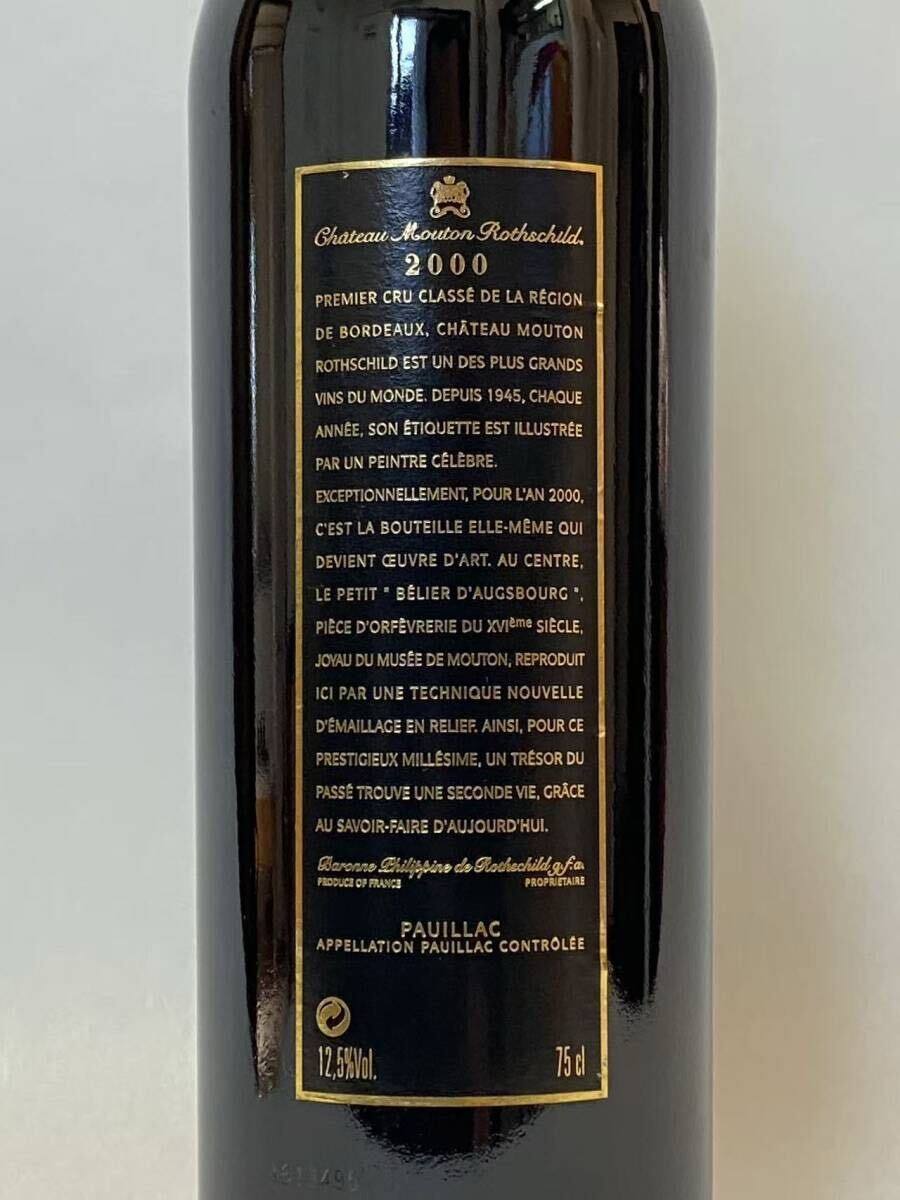 Château Mouton Rothschild
2000
PREMIER CRU CLASSÉ DE LA RÉGION
DE BORDEAUX, CHÂTEAU MOUTON
ROTHSCHILD EST UN DES PLUS GRANDS
VINS DU MONDE. DEPUIS 1945, CHAQUE
ANNÉE, SON ÉTIQUETTE EST ILLUSTRÉE
PAR UN PEINTRE CÉLÈBRE.
EXCEPTIONNELLEMENT, POUR L'AN 2000,
C'EST LA BOUTEILLE ELLE-MÊME QUI
DEVIENT ŒUVRE D'ART. AU CENTRE,
LE PETIT " BÉLIER D'AUGSBOURG ",
PIÈCE D'ORFÈVRERIE DU XVIème SIÈCLE,
JOYAU DU MUSÉE DE MOUTON, REPRODUIT
ICI PAR UNE TECHNIQUE NOUVELLE
D'ÉMAILLAGE EN RELIEF. AINSI, POUR CE
PRESTIGIEUX MILLÉSIME, UN TRÉSOR DU
PASSÉ TROUVE UNE SECONDE VIE, GRÂCE
AU SAVOIR-FAIRE D'AUJOURD'HUI.
Baronne Philippine de Rothschild g.f.a.
PRODUCE OF FRANCE PROPRIETAIRE
PAUILLAC
APPELLATION PAUILLAC CONTRÔLÉE
12,5%Vol. 75 cl